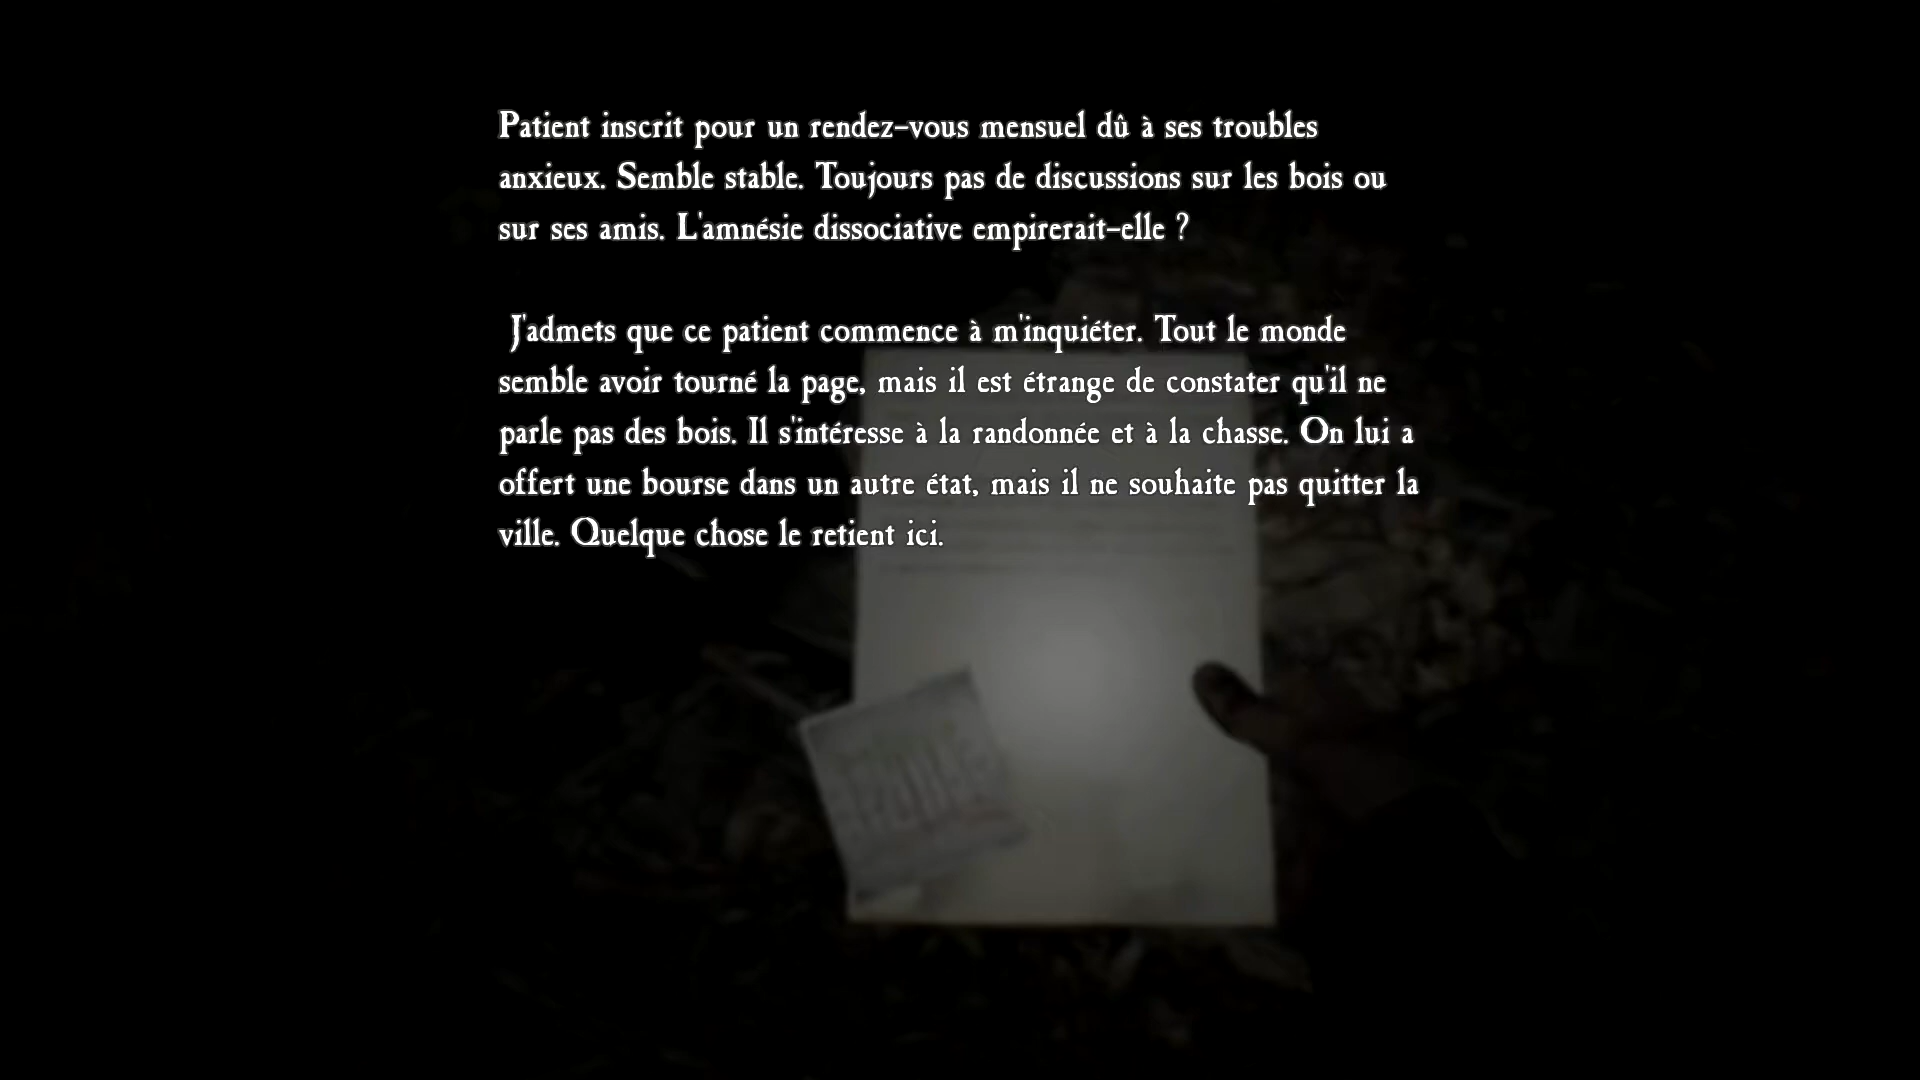 Patient inscrit pour un rendez-vous mensuel dû à ses troubles
anxieux. Semble stable. Toujours pas de discussions sur les bois ou
sur ses amis. L'amnésie dissociative empirerait-elle ?
J'admets que ce patient commence à m'inquiéter. Tout le monde
semble avoir tourné la page, mais il est étrange de constater qu'il ne
parle pas des bois. Il s'intéresse à la randonnée et à la chasse. On lui a
offert une bourse dans un autre état, mais il ne souhaite pas quitter la
ville. Quelque chose le retient ici.